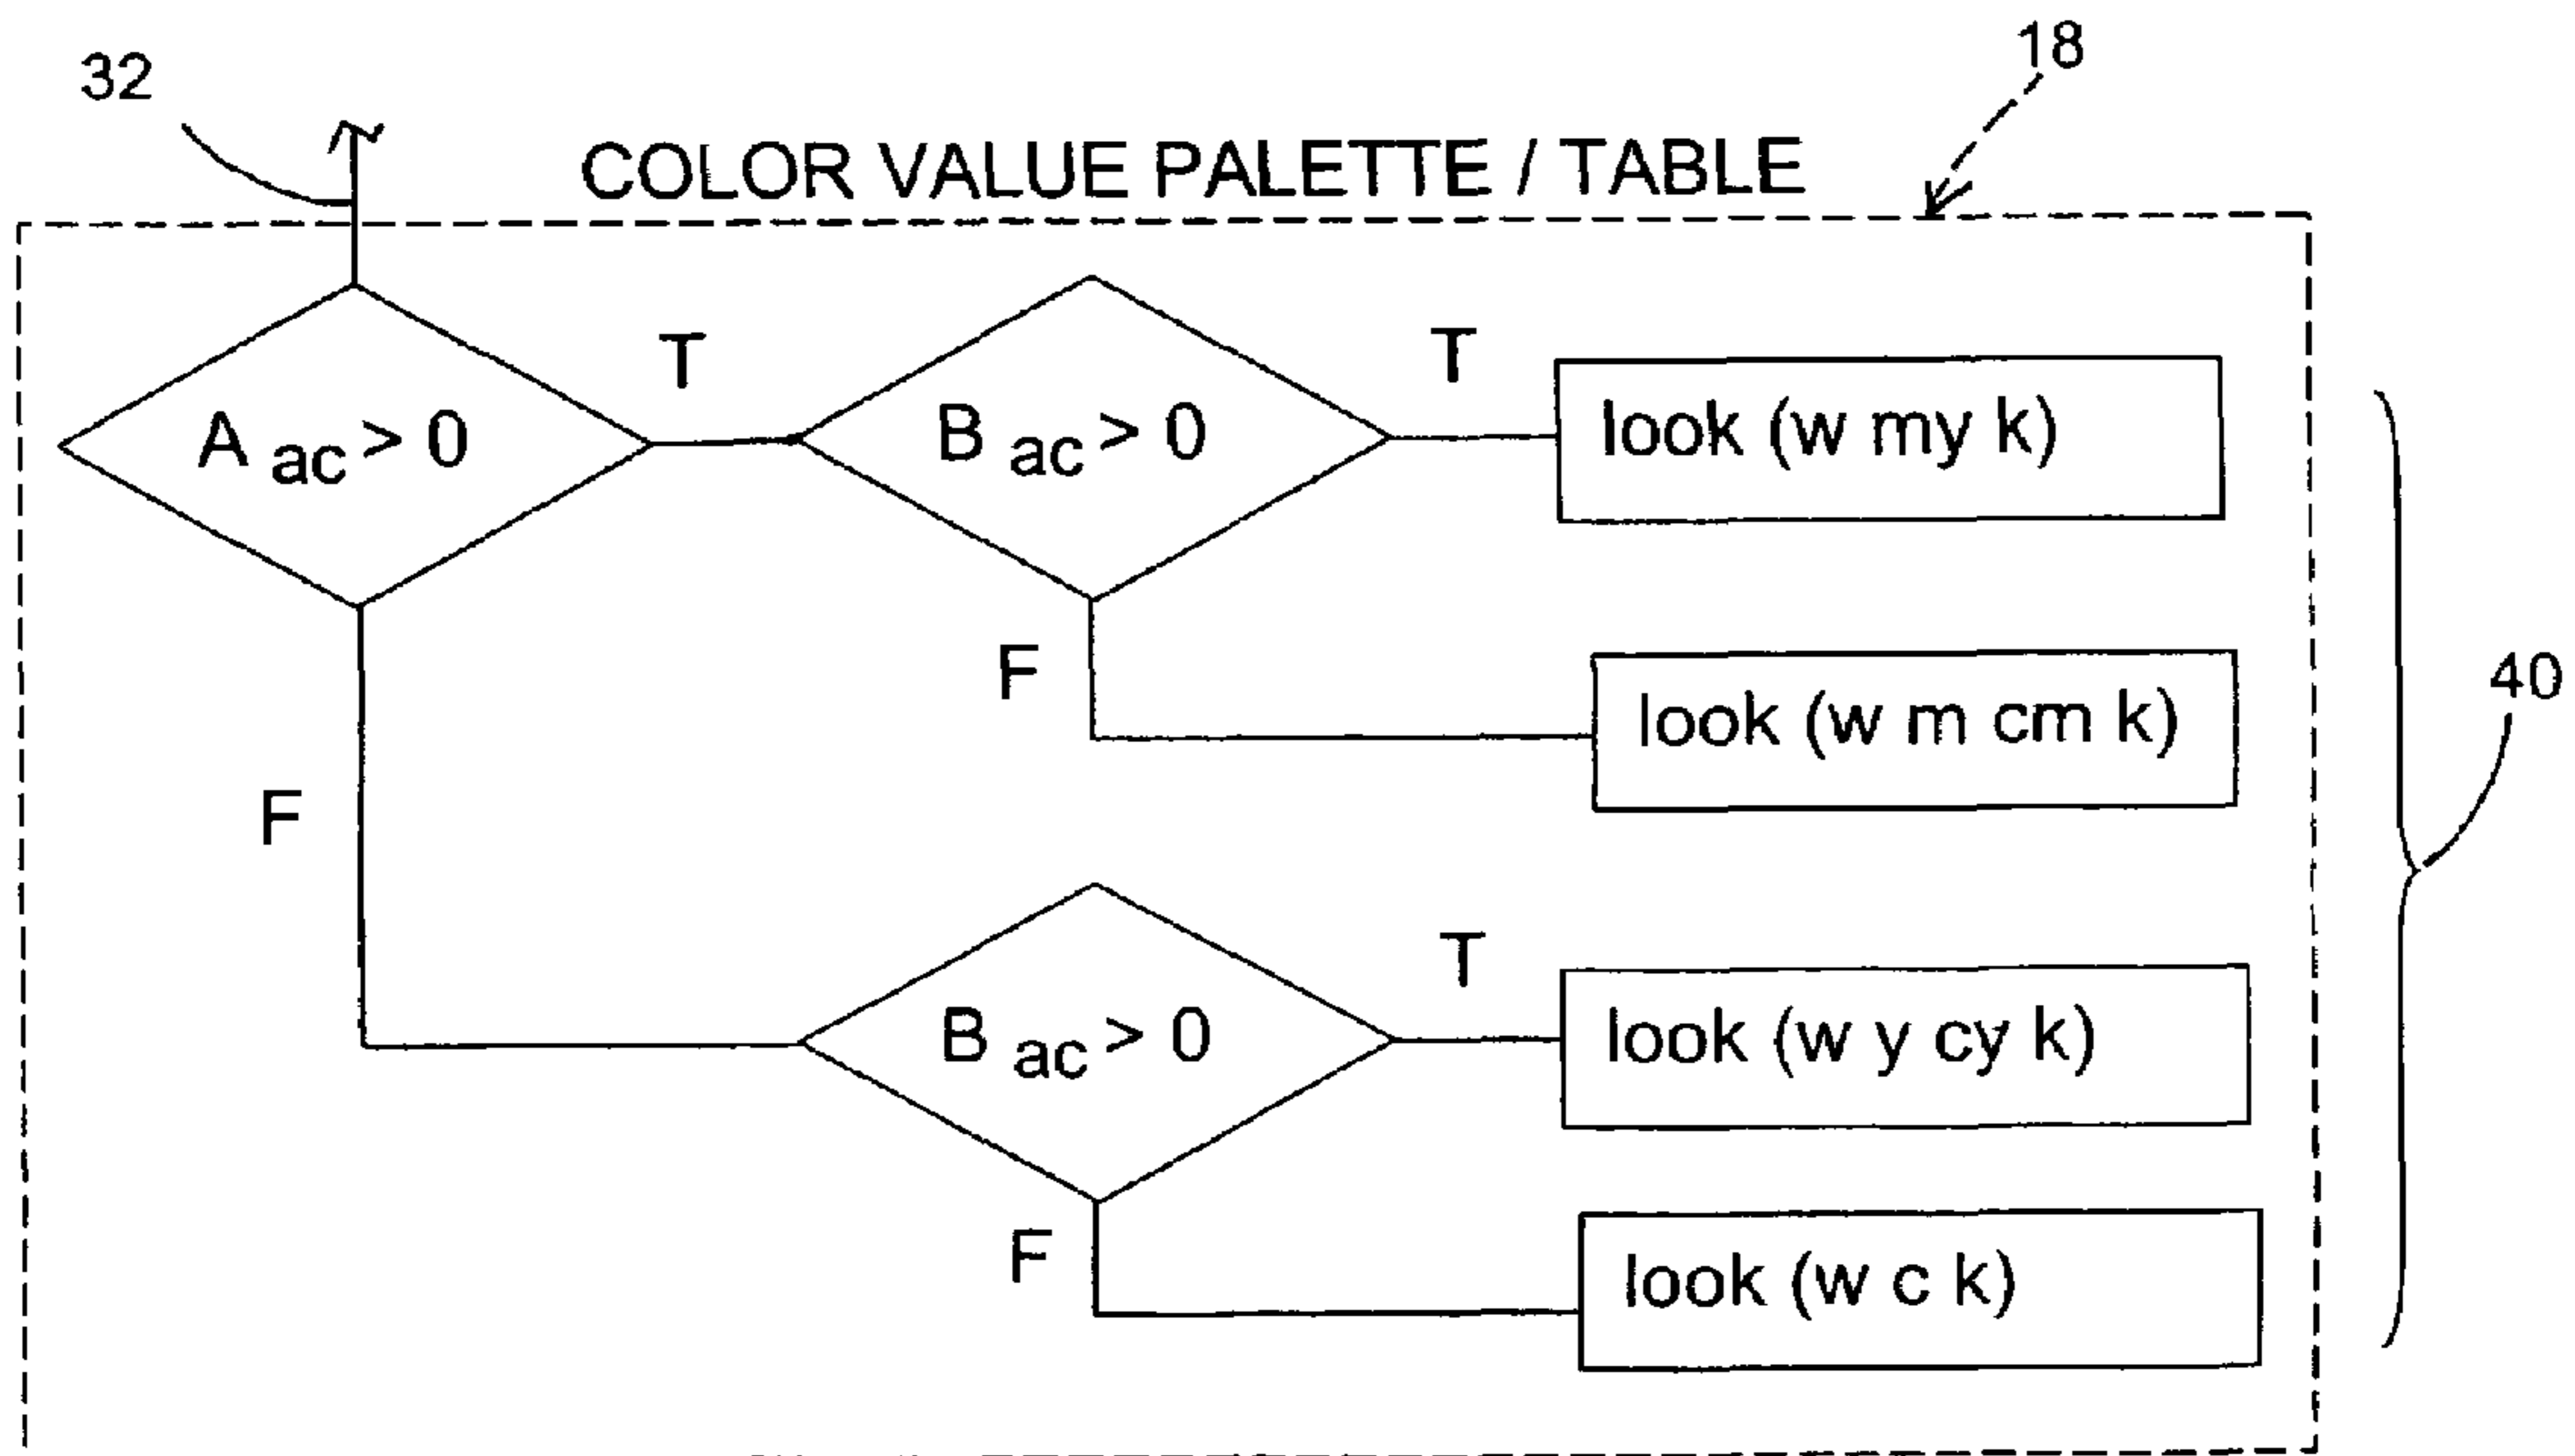 18
32
COLOR VALUE PALETTE / TABLE
T
T
A ac > 0
B ac > 0
look (w my k)
F
look (w m cm k)
40
F
T
B ac > 0
look (w y cy k)
F
look (w c k)